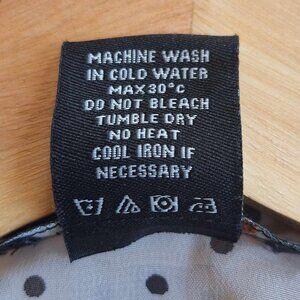 MACHINE WASH
IN COLD WATER
MAX 30°C
DO NOT BLEACH
TUMBLE DRY
NO HEAT
COOL IRON IF
NECESSARY